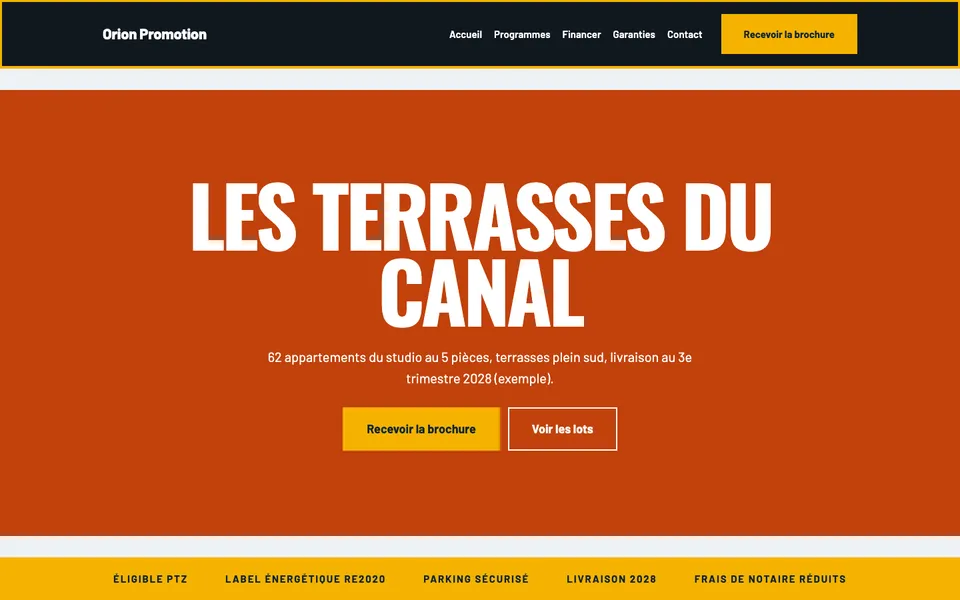 Orion Promotion
Accueil Programmes Financer Garanties Contact Recevoir la brochure
LES TERRASSES DU
CANAL
62 appartements du studio au 5 pièces, terrasses plein sud, livraison au 3e
trimestre 2028 (exemple).
Recevoir la brochure Voir les lots
ÉLIGIBLE PTZ LABEL ÉNERGÉTIQUE RE2020 PARKING SÉCURISÉ LIVRAISON 2028 FRAIS DE NOTAIRE RÉDUITS